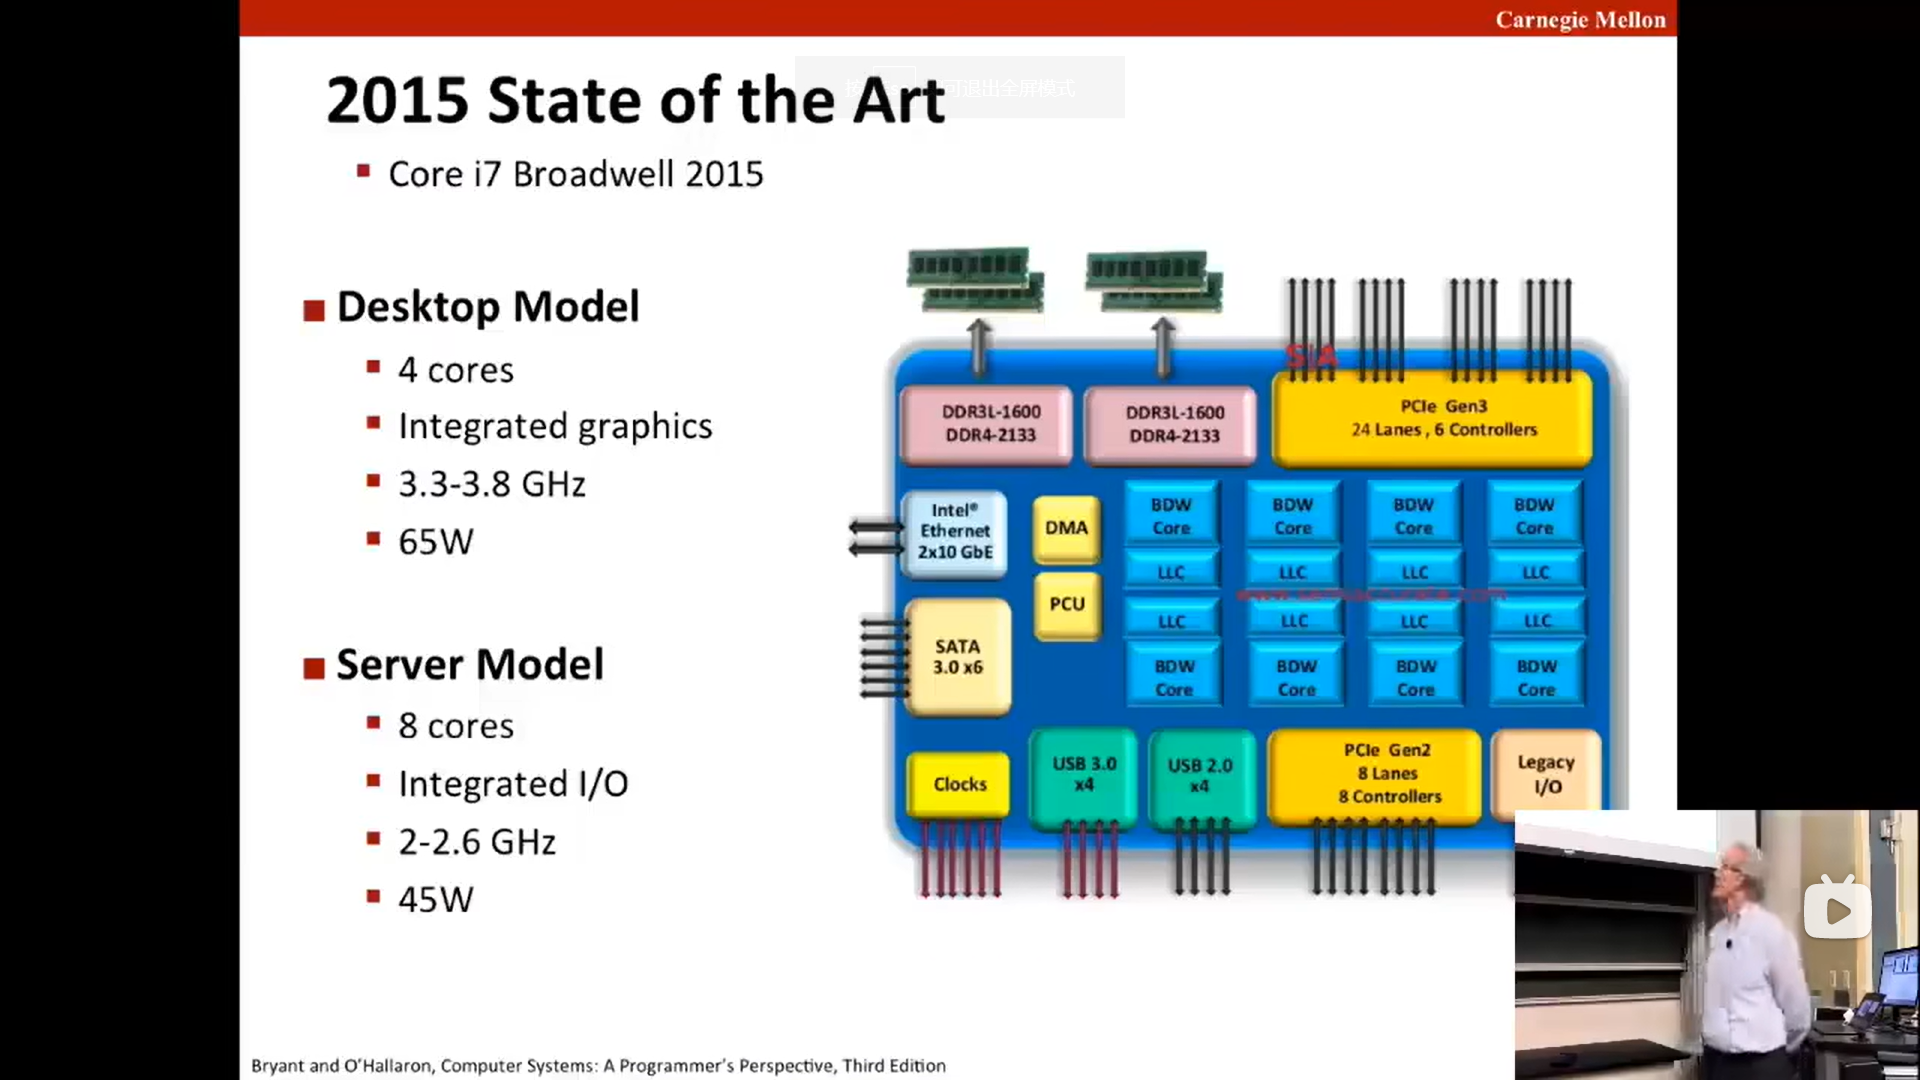 Carnegie Mellon
2015 State of the Art
可退出全屏模式
Core i7 Broadwell 2015
Desktop Model
4 cores
Integrated graphics
3.3-3.8 GHz
65W
Server Model
8 cores
Integrated I/O
2-2.6 GHz
45W
S|A
DDR3L-1600
DDR4-2133
DDR3L-1600
DDR4-2133
PCIe Gen3
24 Lanes , 6 Controllers
Intel®
Ethernet
2x10 GbE
DMA
PCU
SATA
3.0 x6
BDW
Core
BDW
Core
BDW
Core
BDW
Core
LLC
LLC
LLC
LLC
www.semiaccurate.com
LLC
LLC
LLC
LLC
BDW
Core
BDW
Core
BDW
Core
BDW
Core
Clocks
USB 3.0
x4
USB 2.0
x4
PCIe Gen2
8 Lanes
8 Controllers
Legacy
I/O
Bryant and O'Hallaron, Computer Systems: A Programmer's Perspective, Third Edition